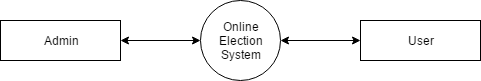 Admin
Online
Election
System
User